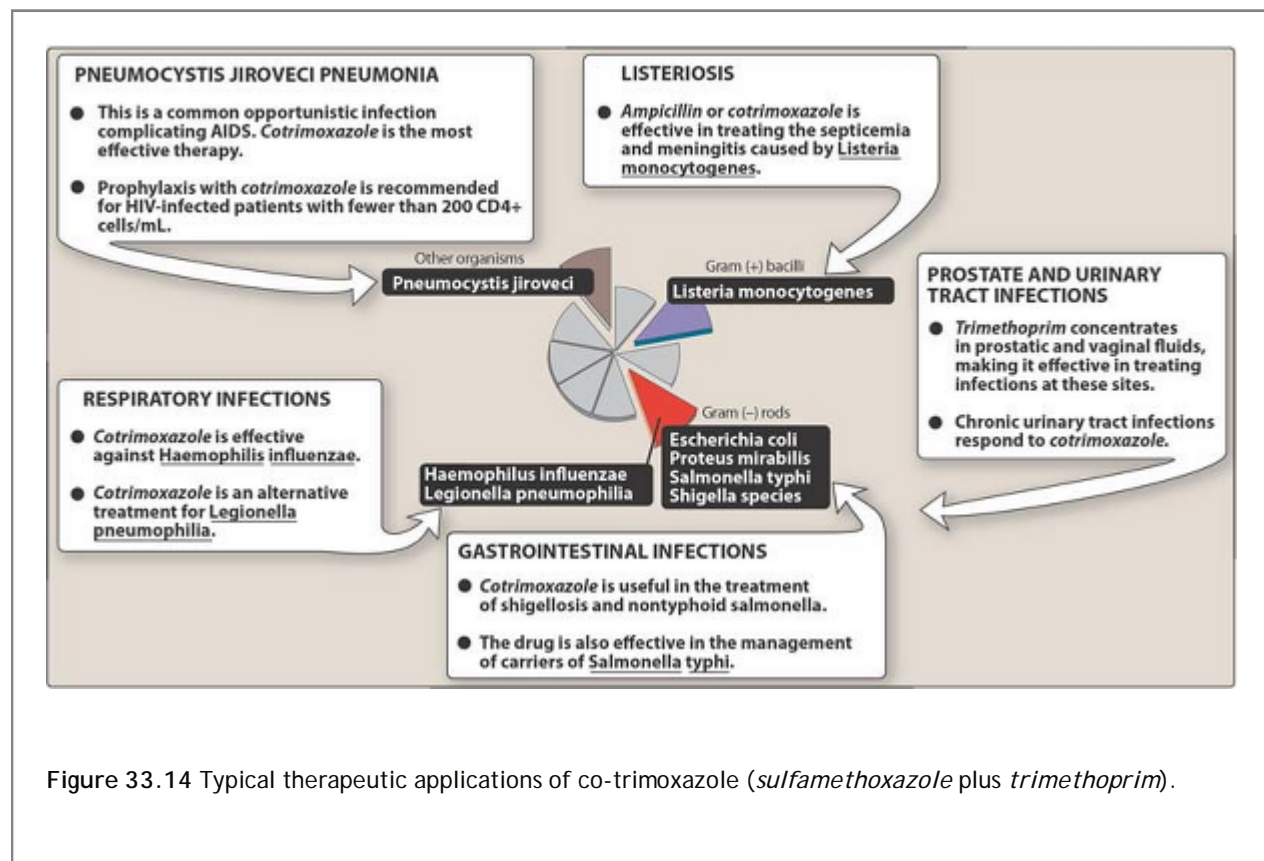 PNEUMOCYSTIS JIROVECI PNEUMONIA
● This is a common opportunistic infection
complicating AIDS. Cotrimoxazole is the most
effective therapy.
● Prophylaxis with cotrimoxazole is recommended
for HIV-infected patients with fewer than 200 CD4+
cells/mL.
LISTERIOSIS
● Ampicillin or cotrimoxazole is
effective in treating the septicemia
and meningitis caused by Listeria
monocytogenes.
Other organisms
Pneumocystis jiroveci
Gram (+) bacilli
Listeria monocytogenes
PROSTATE AND URINARY
TRACT INFECTIONS
● Trimethoprim concentrates
in prostatic and vaginal fluids,
making it effective in treating
infections at these sites.
● Chronic urinary tract infections
respond to cotrimoxazole.
RESPIRATORY INFECTIONS
● Cotrimoxazole is effective
against Haemophilis influenzae.
● Cotrimoxazole is an alternative
treatment for Legionella
pneumophilia.
Gram (–) rods
Escherichia coli
Proteus mirabilis
Salmonella typhi
Shigella species
Haemophilus influenzae
Legionella pneumophilia
GASTROINTESTINAL INFECTIONS
● Cotrimoxazole is useful in the treatment
of shigellosis and nontyphoid salmonella.
● The drug is also effective in the management
of carriers of Salmonella typhi.
Figure 33.14 Typical therapeutic applications of co-trimoxazole (sulfamethoxazole plus trimethoprim).